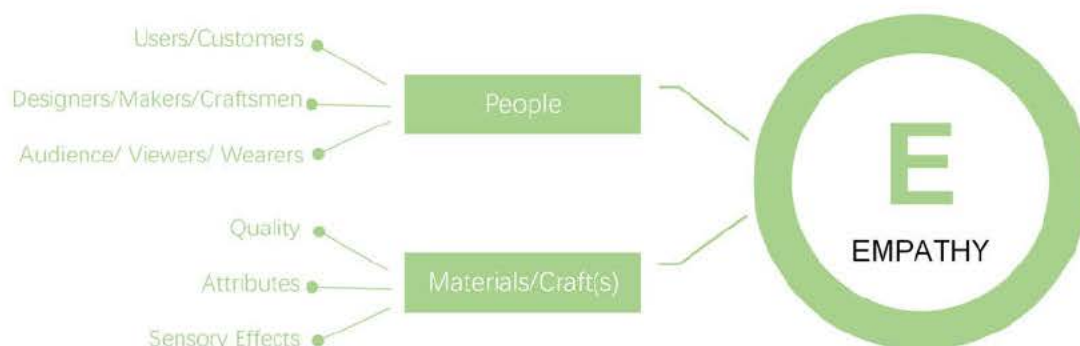 Users/Customers
Designers/Makers/Craftsmen
Audience/ Viewers/ Wearers
People
Quality
Attributes
Sensory Effects
Materials/Craft(s)
E
EMPATHY